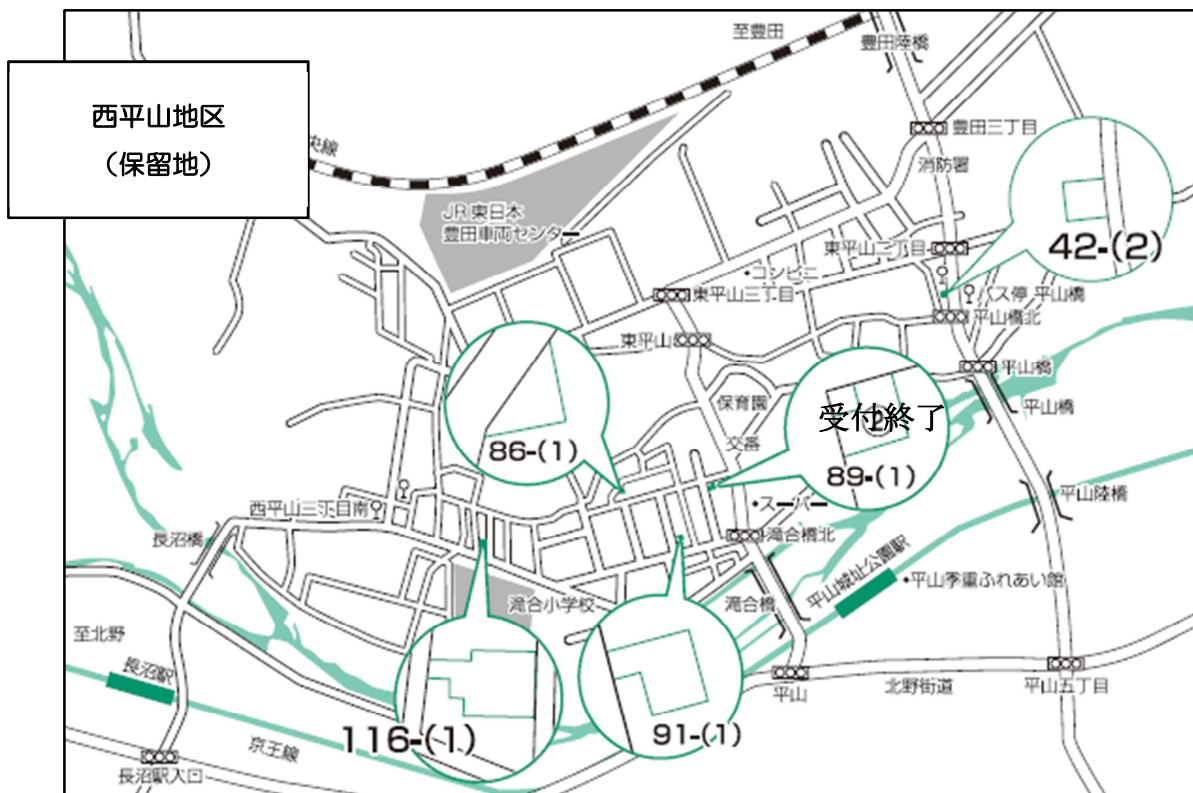 西平山地区
（保留地）
至豊田
豊田陸橋
央線
豊田三丁目
消防署
JR東日本
豊田車両センター
東平山二丁目
42-(2)
コンビニ
東平山三丁目
バス停 平山橋
平山橋北
東平山
平山橋
保育園
平山橋
受付終了
②
交番
86-(1)
89-(1)
スーパー
平山陸橋
西平山三丁目南
長沼橋
滝合橋北
平山城址公園駅
平山季重ふれあい館
滝合小学校
滝合橋
至北野
長沼駅
平山
北野街道
平山五丁目
116-(1)
91-(1)
京王線
長沼駅入口